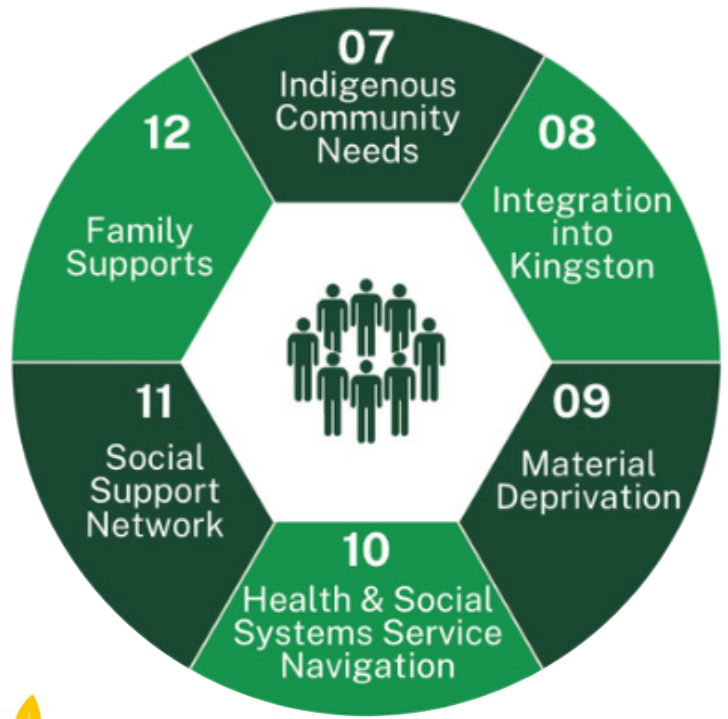 07
Indigenous
Community
Needs
08
Integration
into
Kingston
09
Material
Deprivation
10
Health & Social
Systems Service
Navigation
11
Social
Support
Network
12
Family
Supports